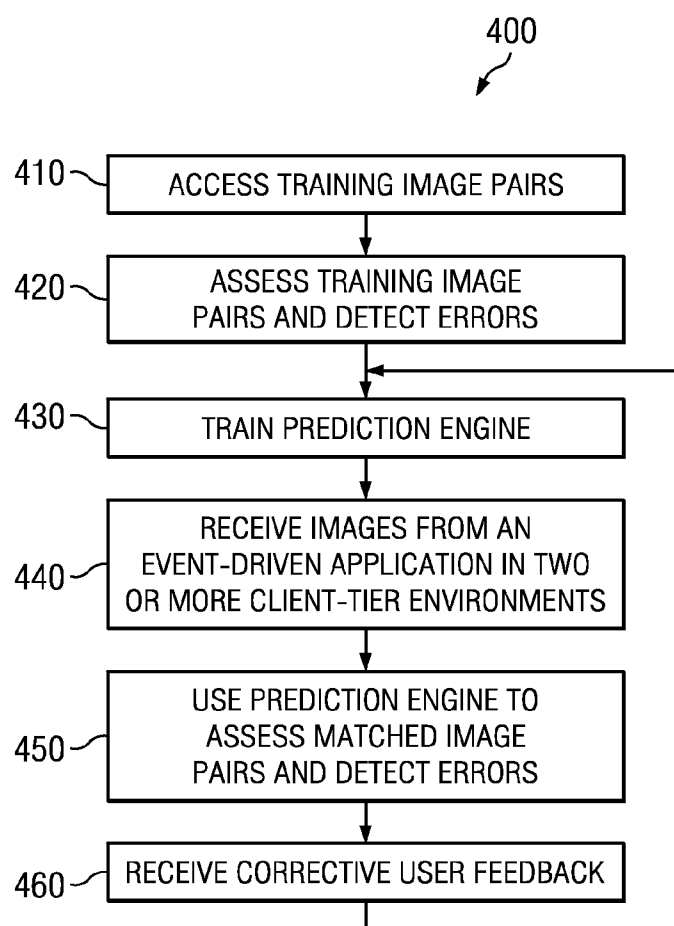 400
410
ACCESS TRAINING IMAGE PAIRS
420
ASSESS TRAINING IMAGE
PAIRS AND DETECT ERRORS
430
TRAIN PREDICTION ENGINE
440
RECEIVE IMAGES FROM AN
EVENT-DRIVEN APPLICATION IN TWO
OR MORE CLIENT-TIER ENVIRONMENTS
450
USE PREDICTION ENGINE TO
ASSESS MATCHED IMAGE
PAIRS AND DETECT ERRORS
460
RECEIVE CORRECTIVE USER FEEDBACK